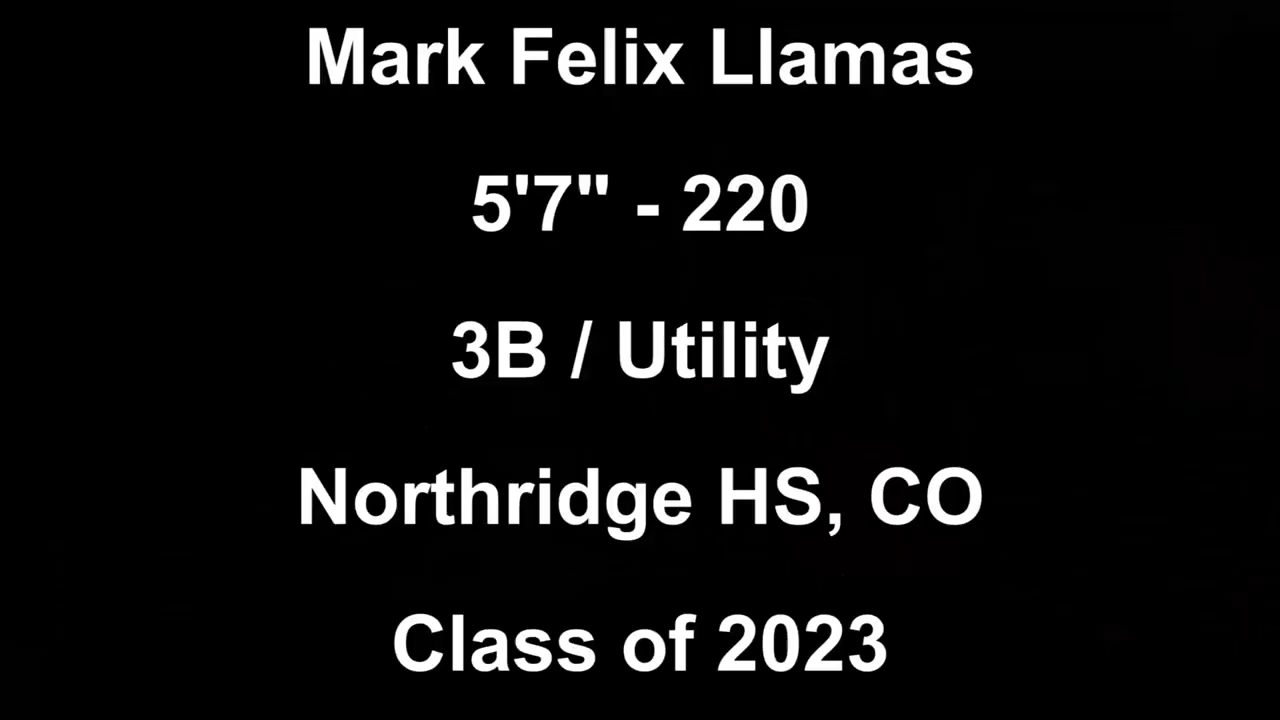 Mark Felix Llamas
5'7" - 220
3B / Utility
Northridge HS, CO
Class of 2023